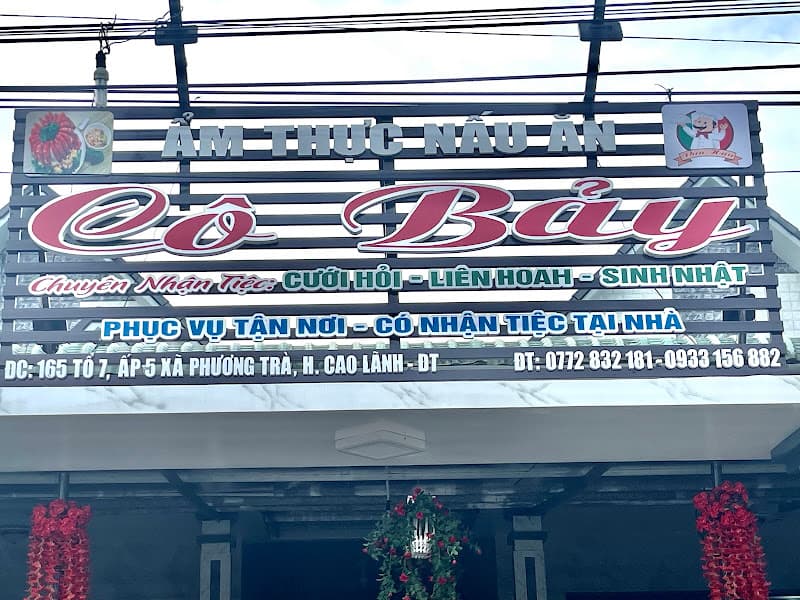 ẨM THỰC NẤU ĂN
Cô Bảy
Chuyên Nhận Tiệc: CƯỚI HỎI - LIÊN HOAH - SINH NHẬT
PHỤC VỤ TẬN NƠI - CÓ NHẬN TIỆC TẠI NHÀ
ĐC: 165 TỔ 7, ẤP 5 XÀ PHƯƠNG TRÀ, H. CAO LÃNH - ĐT
ĐT: 0772 832 181 - 0933 156 882